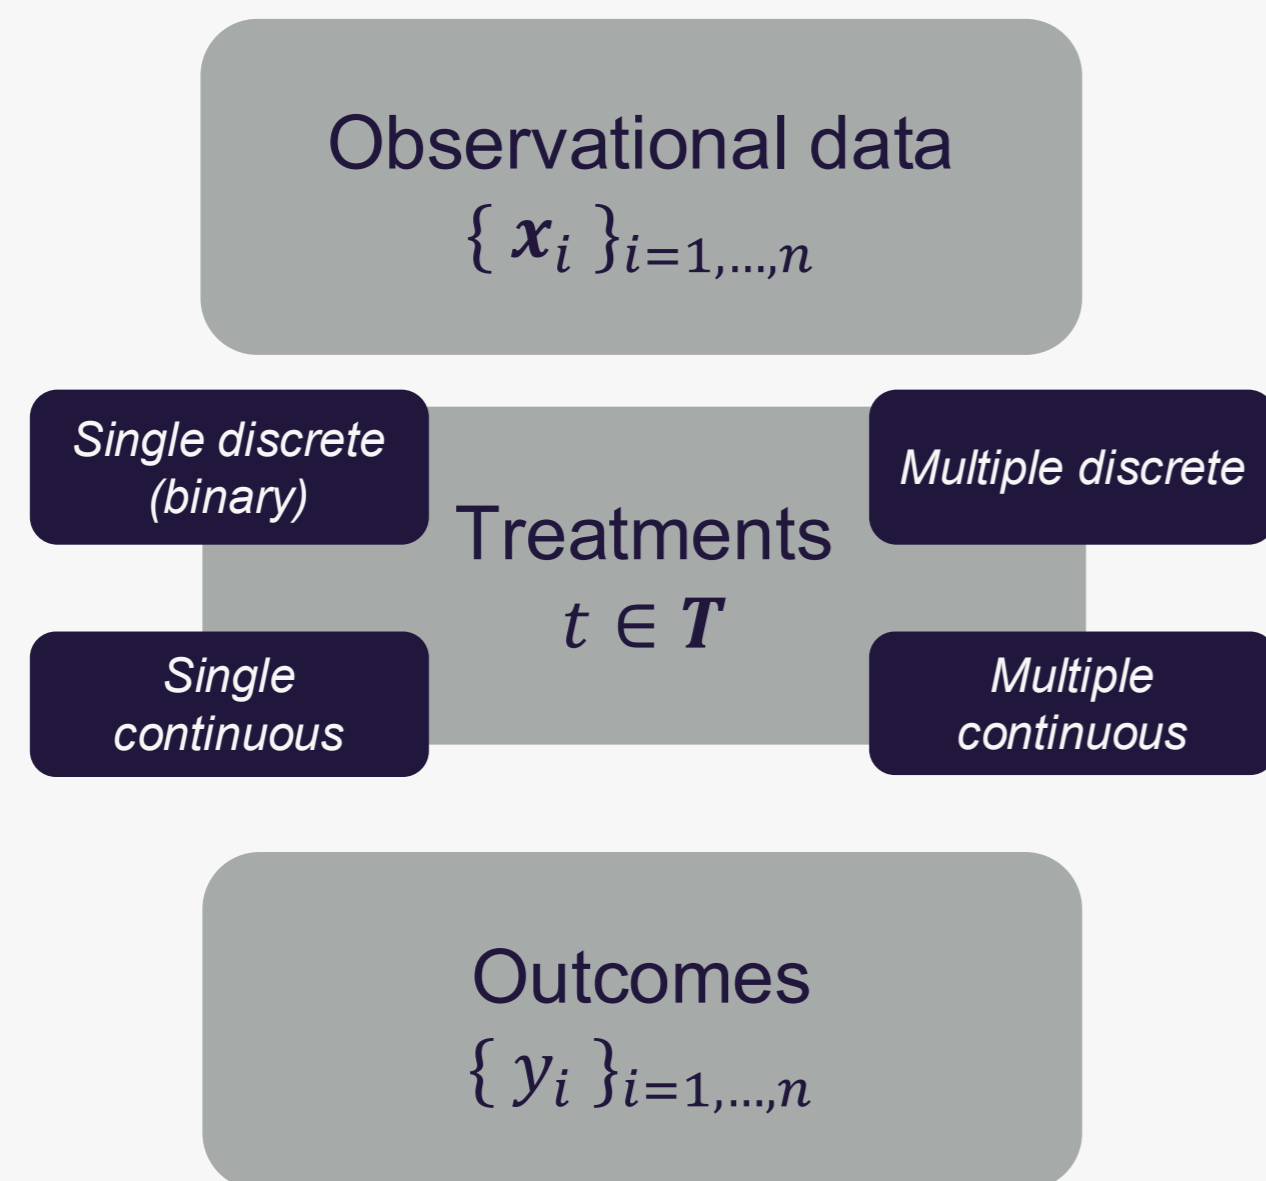 Observational data
{ 𝒙ᵢ }ᵢ₌₁,…,ₙ
Single discrete
(binary)
Multiple discrete
Treatments
t ∈ 𝑻
Single
continuous
Multiple
continuous
Outcomes
{ yᵢ }ᵢ₌₁,…,ₙ